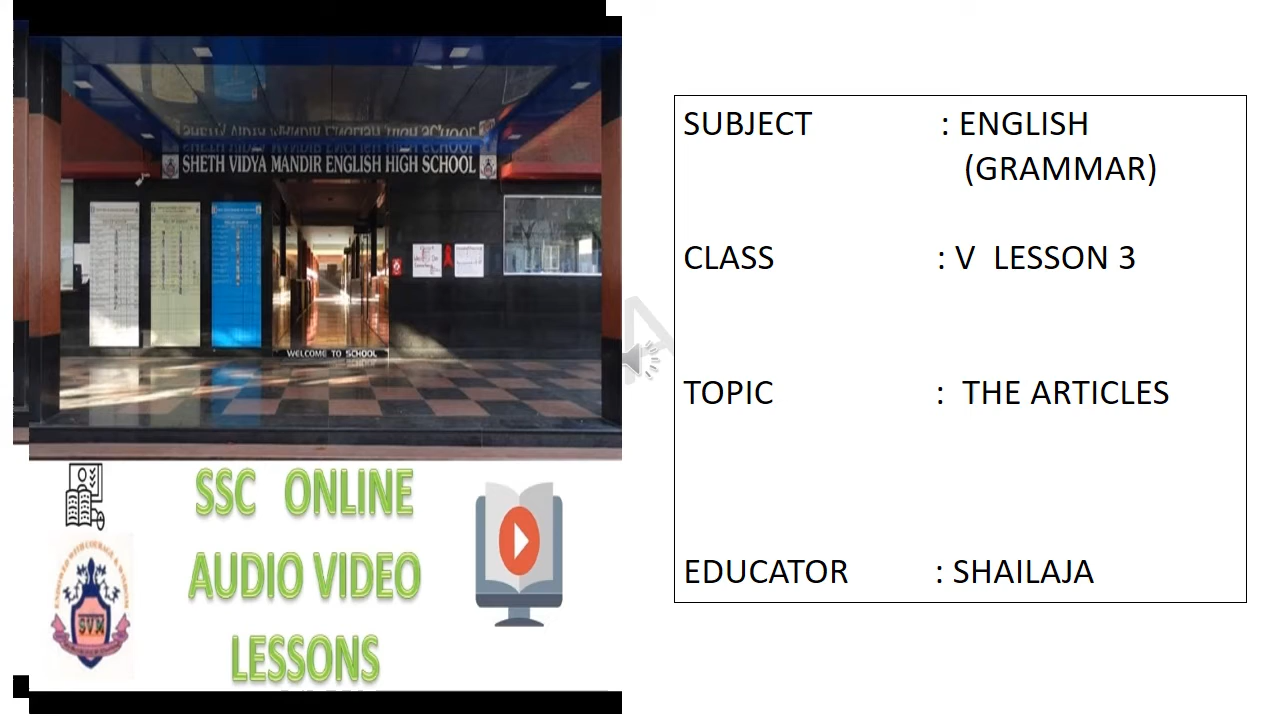 SHETH VIDYA MANDIR ENGLISH HIGH SCHOOL
WELCOME TO SCHOOL
SSC ONLINE
AUDIO VIDEO
LESSONS
SVM
SUBJECT : ENGLISH
(GRAMMAR)
CLASS : V LESSON 3
TOPIC : THE ARTICLES
EDUCATOR : SHAILAJA